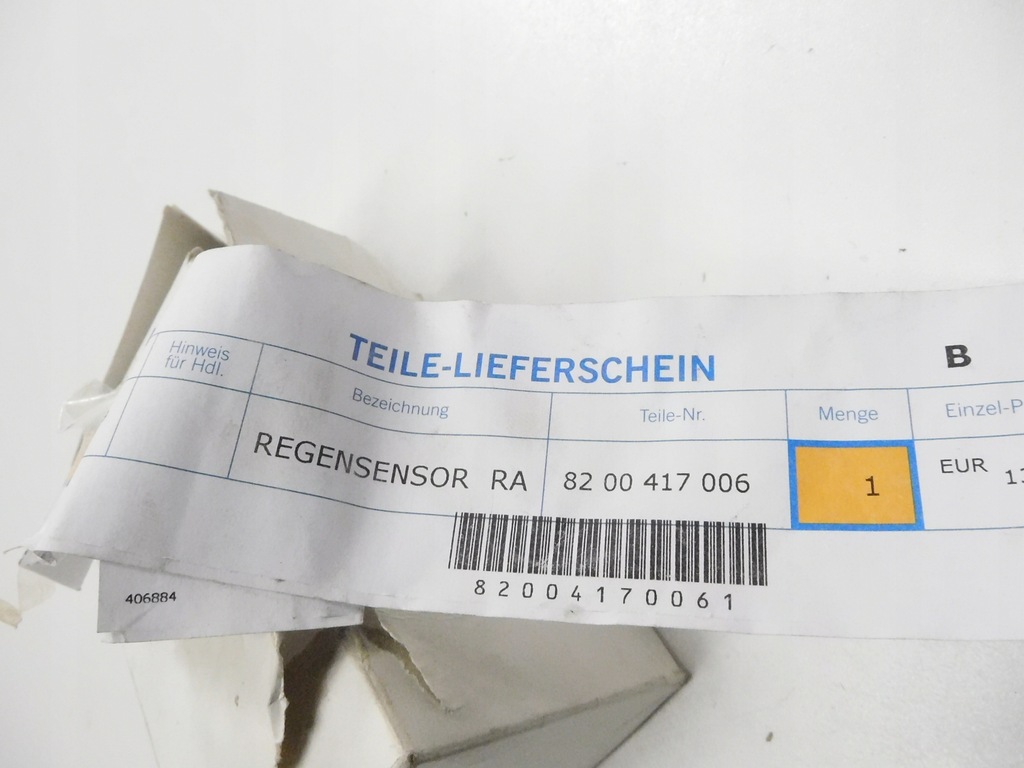 TEILE-LIEFERSCHEIN
B
Hinweis
für Hdl.
Bezeichnung
Teile-Nr.
Menge
Einzel-P
REGENSENSOR RA
82 00 417 006
1
EUR
82004170061
406884